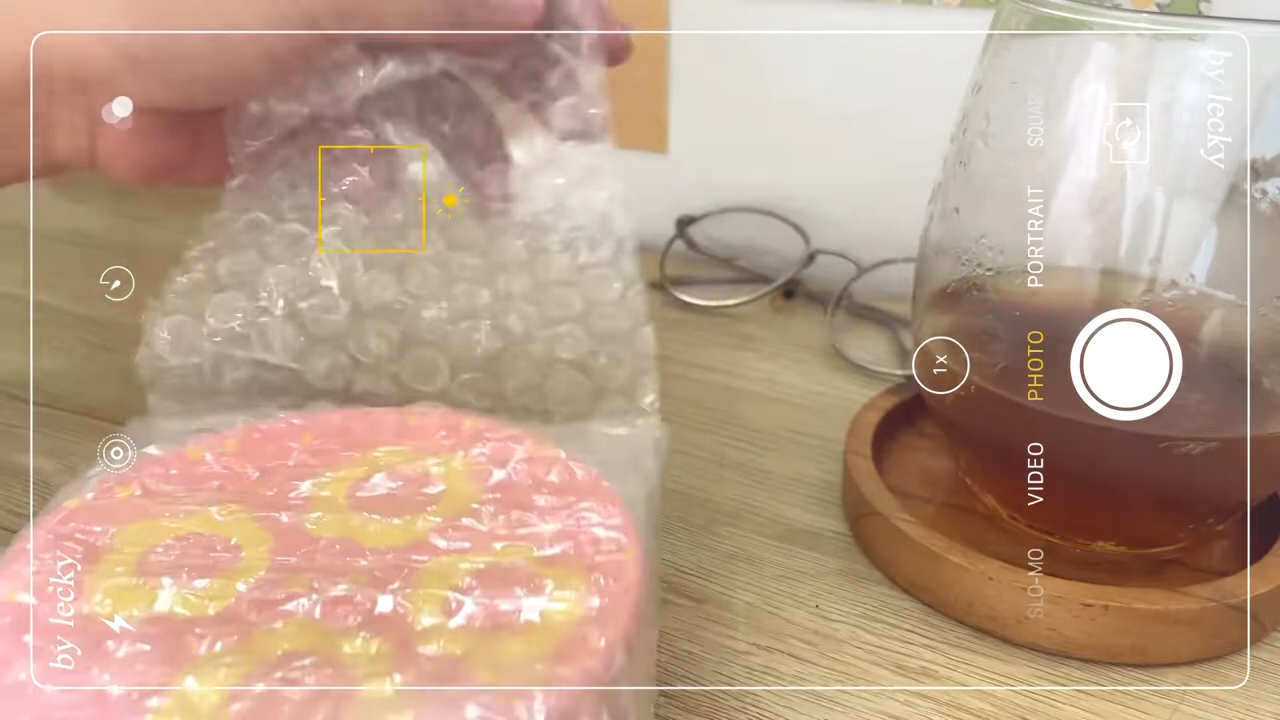 by lecky
SQUARE
PORTRAIT
PHOTO
VIDEO
SLO-MO
1x
by lecky